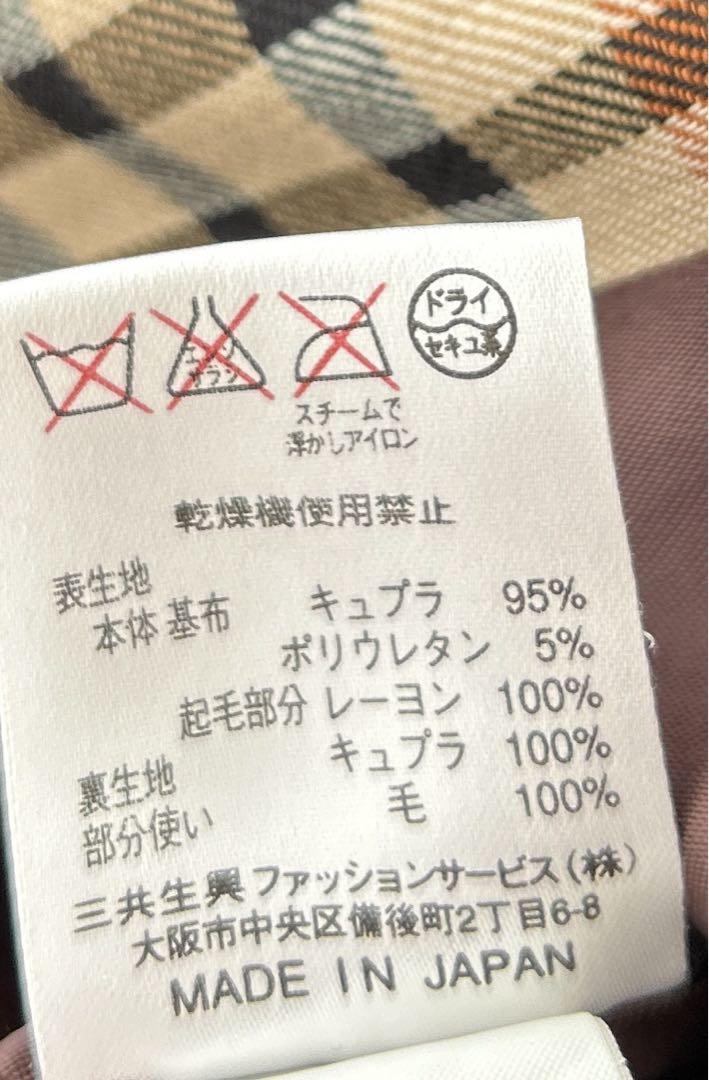 エンソ
サラシ
ドライ
セキユ系
スチームで
浮かしアイロン
乾燥機使用禁止
表生地
本体 基布 キュプラ 95%
ポリウレタン 5%
起毛部分 レーヨン 100%
裏生地 キュプラ 100%
部分使い 毛 100%
三共生興ファッションサービス(株)
大阪市中央区備後町2丁目6-8
MADE IN JAPAN